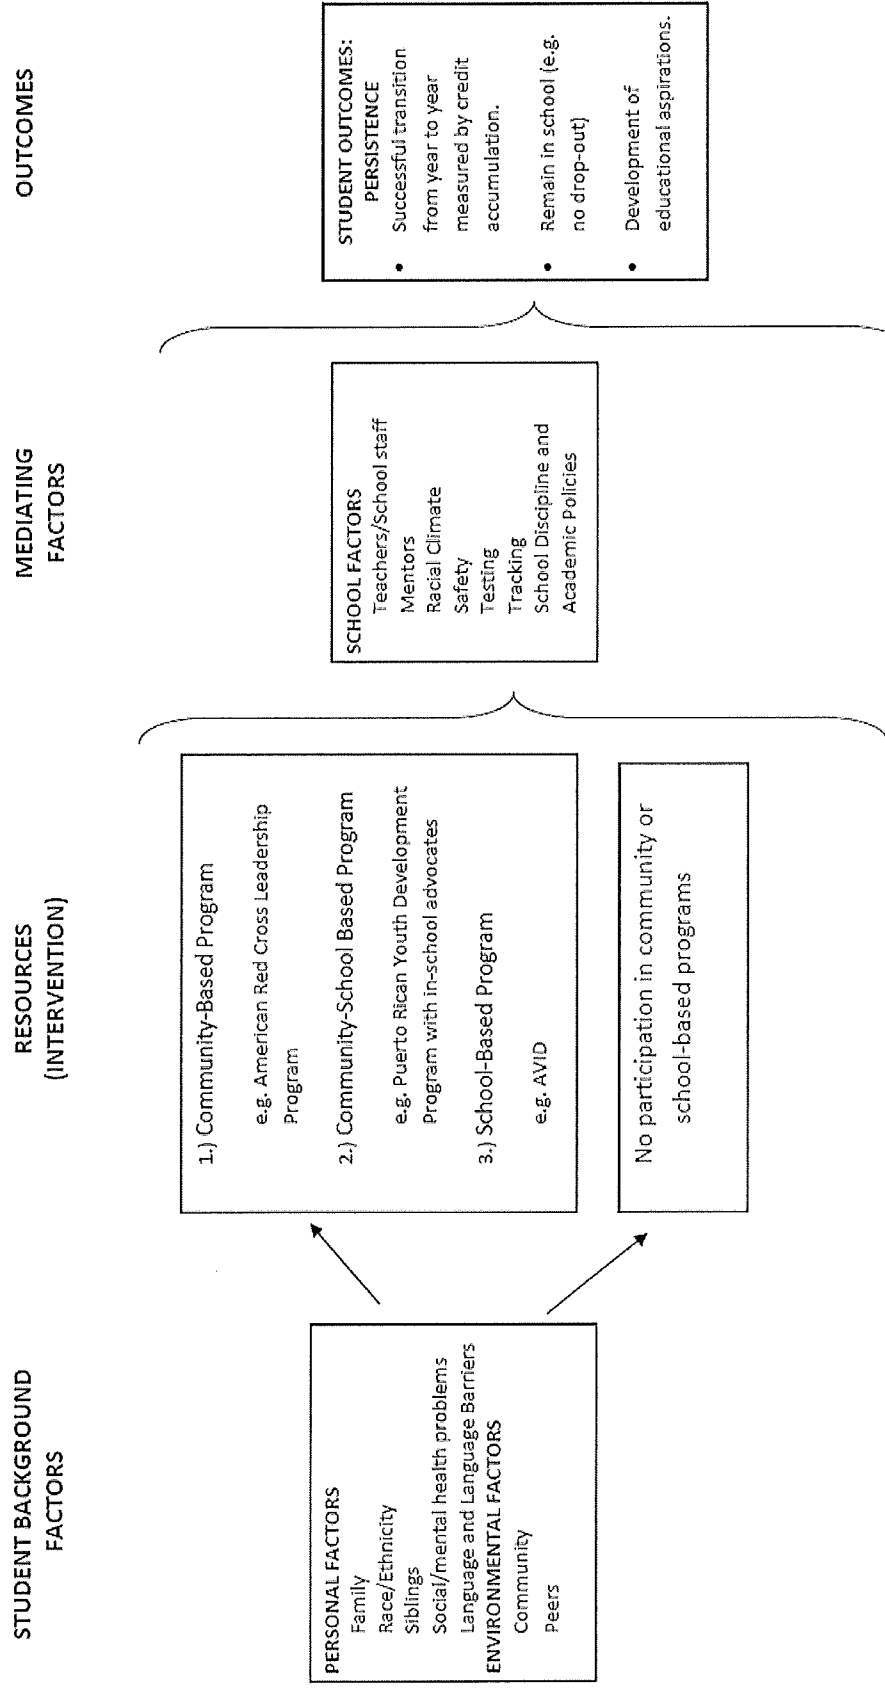 STUDENT BACKGROUND
FACTORS
PERSONAL FACTORS
Family
Race/Ethnicity
Siblings
Social/mental health problems
Language and Language Barriers
ENVIRONMENTAL FACTORS
Community
Peers
RESOURCES
(INTERVENTION)
1.) Community-Based Program
e.g. American Red Cross Leadership
Program
2.) Community-School Based Program
e.g. Puerto Rican Youth Development
Program with in-school advocates
3.) School-Based Program
e.g. AVID
No participation in community or
school-based programs
MEDIATING
FACTORS
SCHOOL FACTORS
Teachers/School staff
Mentors
Racial Climate
Safety
Testing
Tracking
School Discipline and
Academic Policies
OUTCOMES
STUDENT OUTCOMES:
PERSISTENCE
• Successful transition
from year to year
measured by credit
accumulation.
• Remain in school (e.g.
no drop-out)
• Development of
educational aspirations.